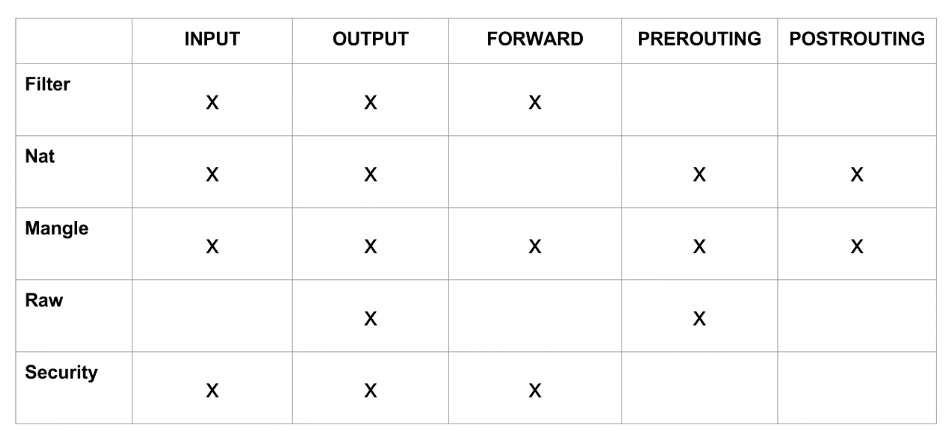 INPUT OUTPUT FORWARD PREROUTING POSTROUTING
Filter X X X
Nat X X X X
Mangle X X X X X
Raw X X
Security X X X